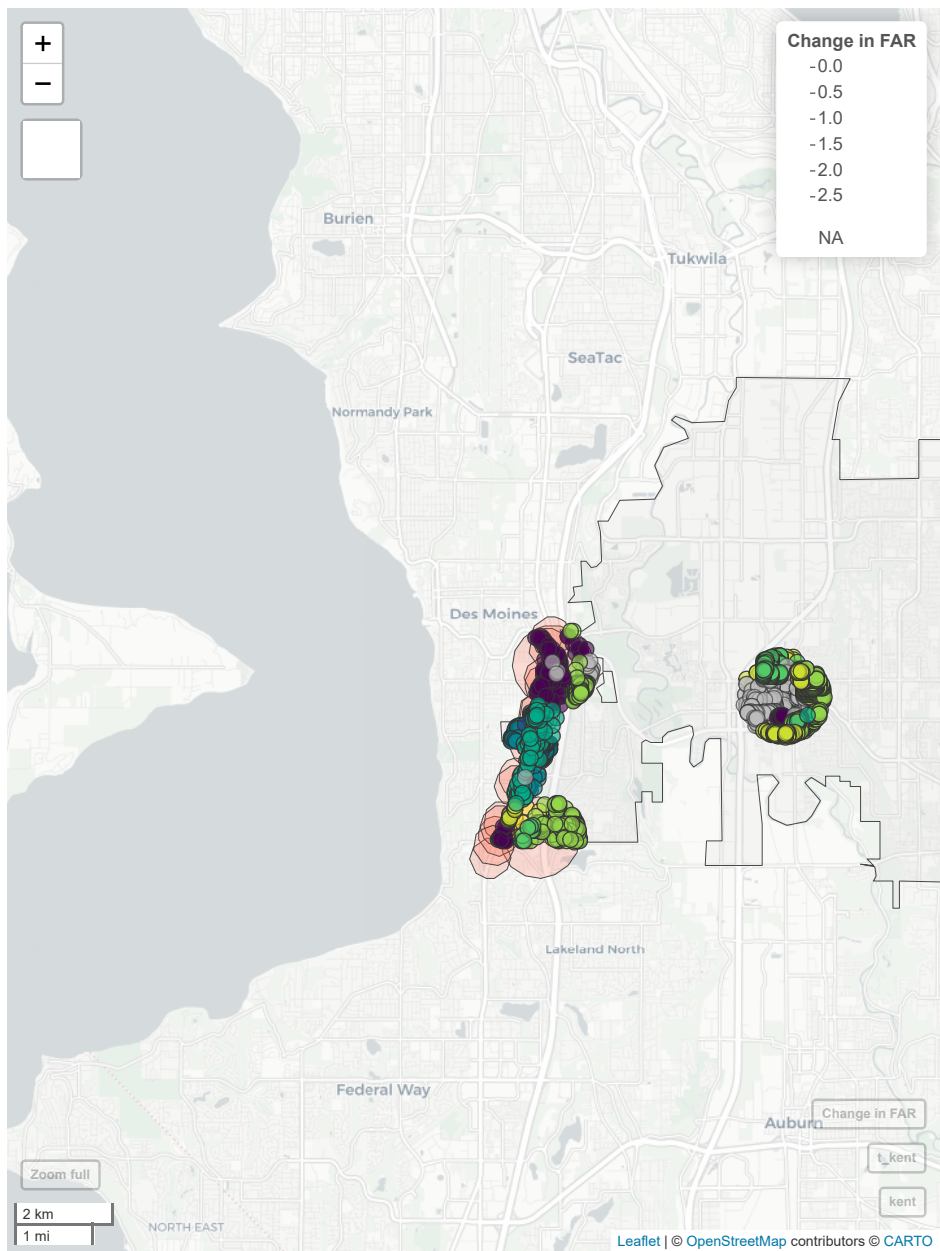 +
−
Change in FAR
-0.0
-0.5
-1.0
-1.5
-2.0
-2.5
NA
Burien
Tukwila
SeaTac
Normandy Park
Des Moines
Lakeland North
Federal Way
Auburn
Change in FAR
t_kent
kent
Zoom full
2 km
1 mi
NORTH EAST
Leaflet | © OpenStreetMap contributors © CARTO